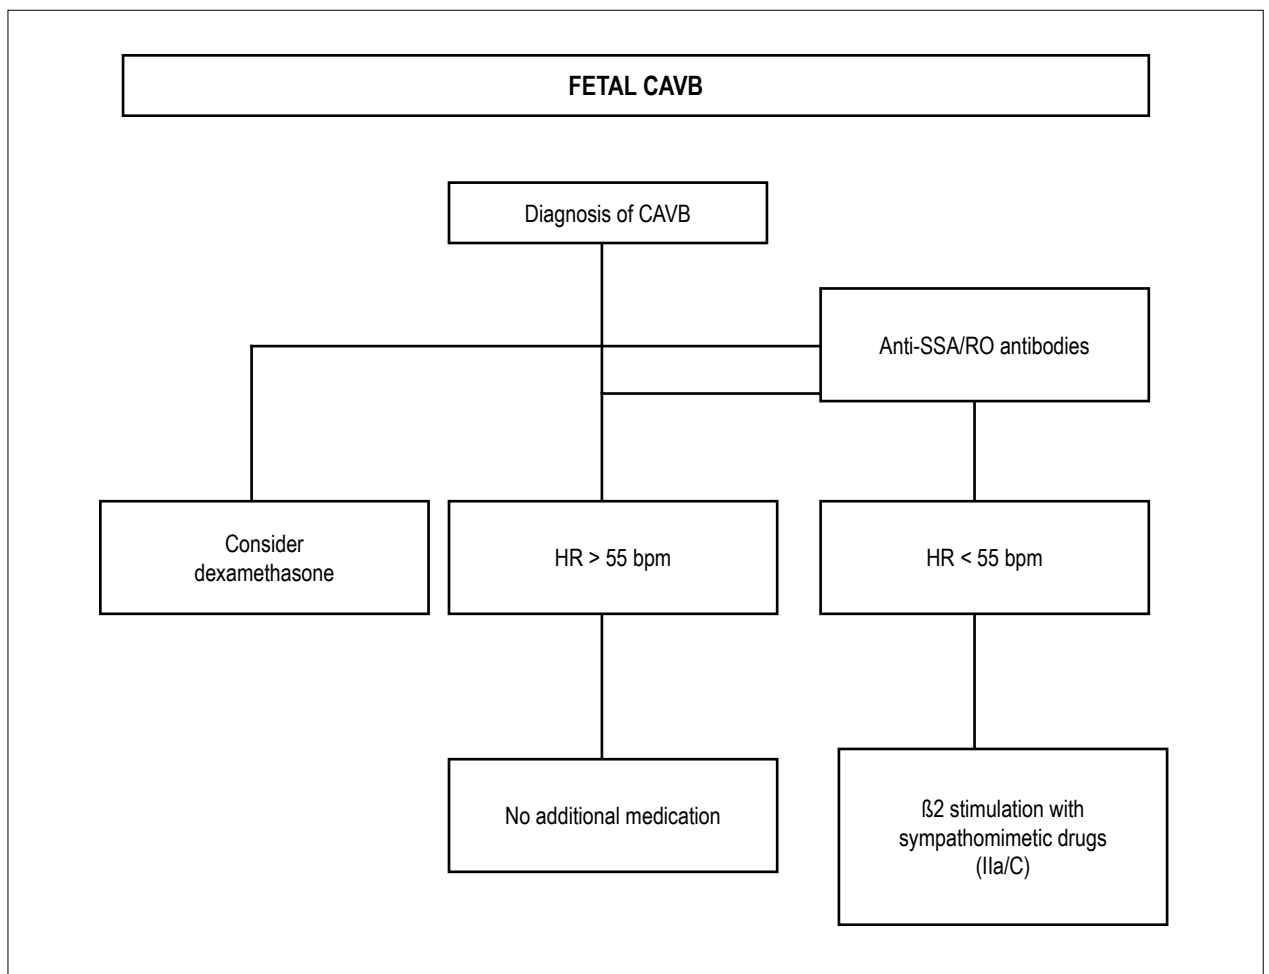 FETAL CAVB
Diagnosis of CAVB
Anti-SSA/RO antibodies
Consider
dexamethasone
HR > 55 bpm
HR < 55 bpm
No additional medication
ß2 stimulation with
sympathomimetic drugs
(IIa/C)